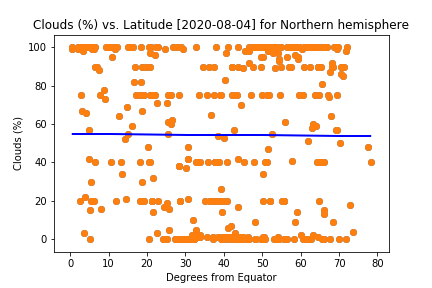 Clouds (%) vs. Latitude [2020-08-04] for Northern hemisphere
100
80
60
40
20
0
Clouds (%)
0 10 20 30 40 50 60 70 80
Degrees from Equator